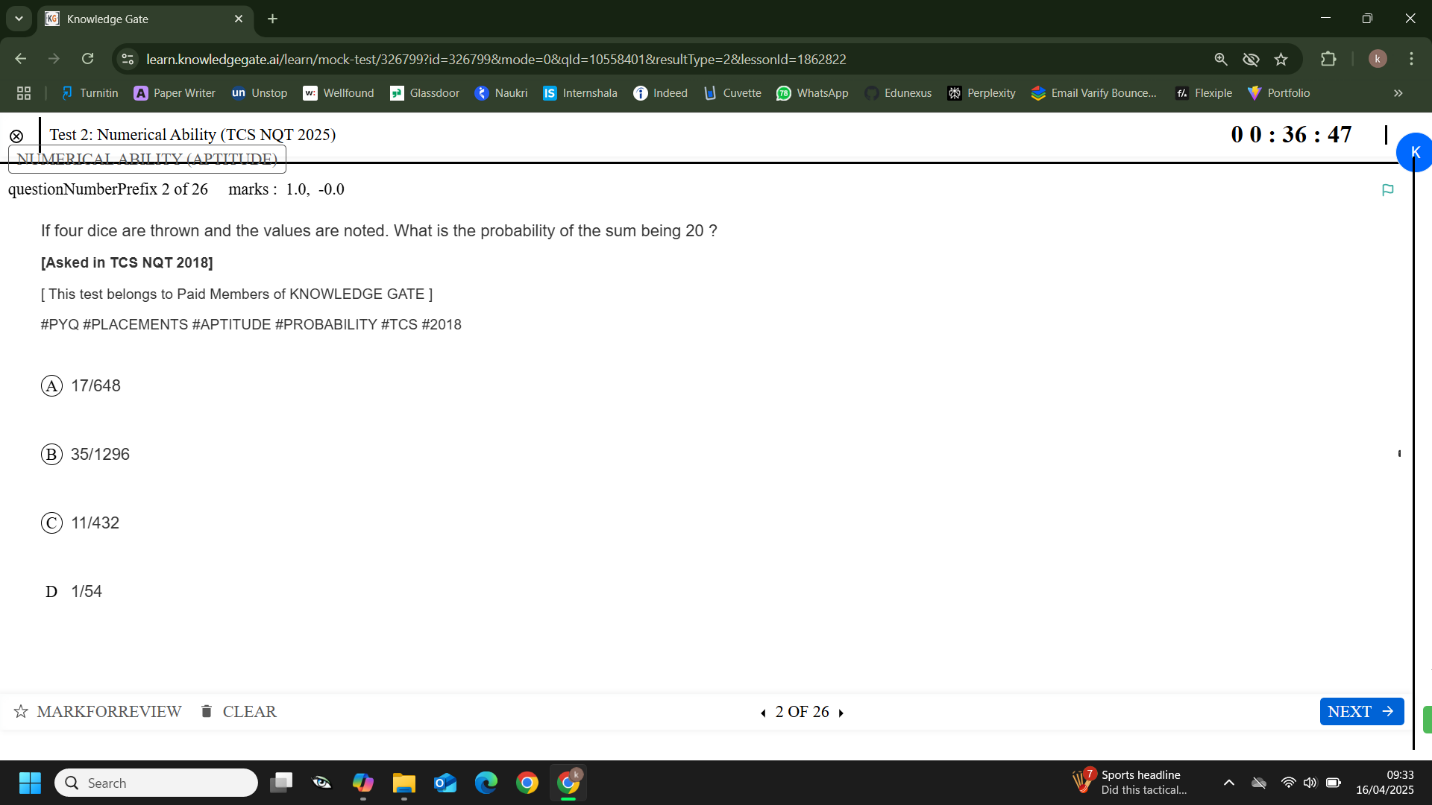 Knowledge Gate
learn.knowledgegate.ai/learn/mock-test/326799?id=326799&mode=0&qId=10558401&resultType=2&lessonId=1862822
k
Turnitin
A Paper Writer
un Unstop
w: Wellfound
Glassdoor
Naukri
IS Internshala
Indeed
Cuvette
WhatsApp
Edunexus
Perplexity
Email Varify Bounce...
f/. Flexiple
Portfolio
Test 2: Numerical Ability (TCS NQT 2025)
00:36:47
K
NUMERICAL ABILITY (APTITUDE)
questionNumberPrefix 2 of 26 marks : 1.0, -0.0
If four dice are thrown and the values are noted. What is the probability of the sum being 20 ?
[Asked in TCS NQT 2018]
[ This test belongs to Paid Members of KNOWLEDGE GATE ]
#PYQ #PLACEMENTS #APTITUDE #PROBABILITY #TCS #2018
A 17/648
B 35/1296
C 11/432
D 1/54
MARKFORREVIEW CLEAR
2 OF 26
NEXT
Search
7
Sports headline
Did this tactical...
09:33
16/04/2025